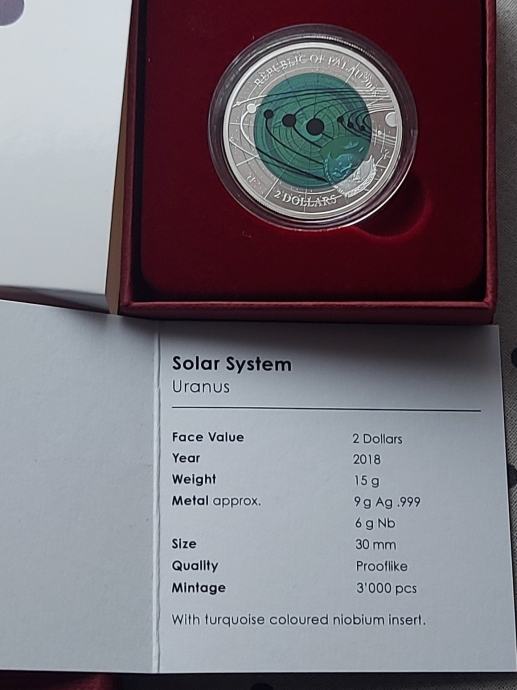 REPUBLIC OF PALAU
2 DOLLARS
Solar System
Uranus
Face Value 2 Dollars
Year 2018
Weight 15 g
Metal approx. 9 g Ag .999
6 g Nb
Size 30 mm
Quality Prooflike
Mintage 3'000 pcs
With turquoise coloured niobium insert.